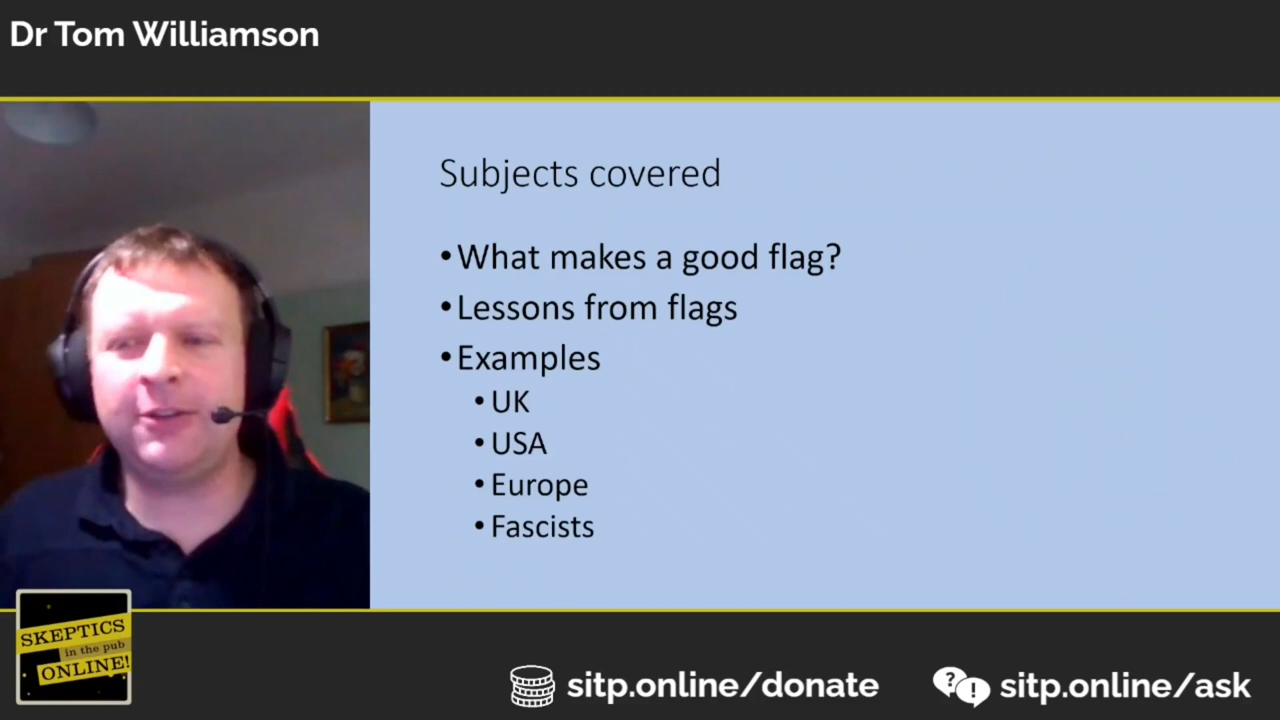 Dr Tom Williamson
Subjects covered
•What makes a good flag?
•Lessons from flags
•Examples
•UK
•USA
•Europe
•Fascists
SKEPTICS
in the pub
ONLINE!
sitp.online/donate
?! sitp.online/ask